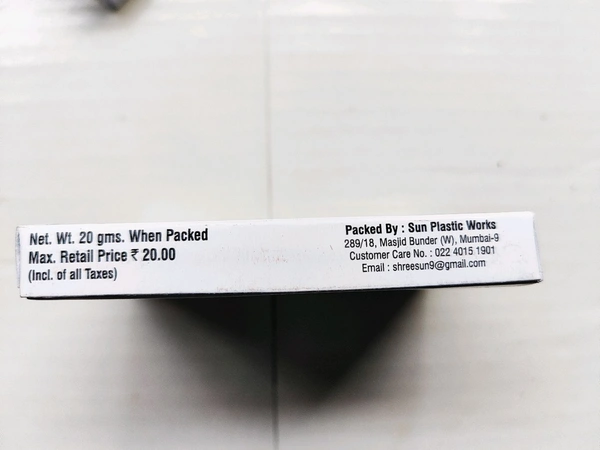 Net. Wt. 20 gms. When Packed
Max. Retail Price ₹ 20.00
(Incl. of all Taxes)
Packed By : Sun Plastic Works
289/18, Masjid Bunder (W), Mumbai-9
Customer Care No. : 022 4015 1901
Email : shreesun9@gmail.com